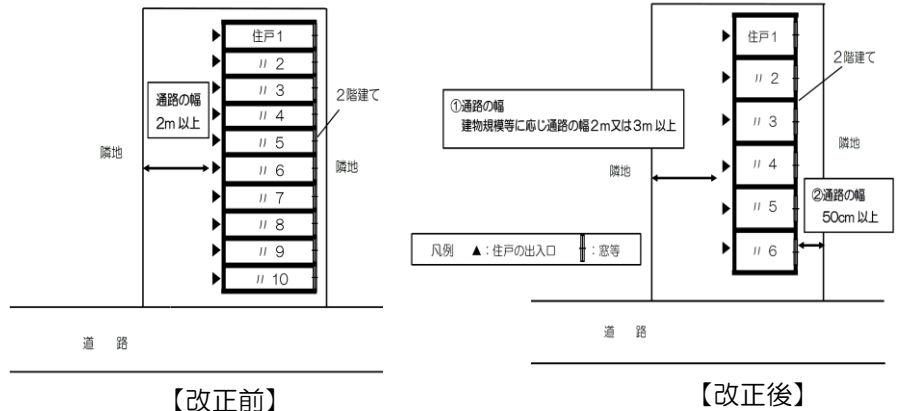 住戸1
〃 2
〃 3
〃 4
〃 5
〃 6
〃 7
〃 8
〃 9
〃 10
通路の幅
2m 以上
2階建て
隣地
隣地
道 路
【改正前】
住戸1
〃 2
〃 3
〃 4
〃 5
〃 6
2階建て
①通路の幅
建物規模等に応じ通路の幅2m又は3m以上
隣地
隣地
②通路の幅
50cm 以上
凡例 ▲:住戸の出入口 :窓等
道 路
【改正後】